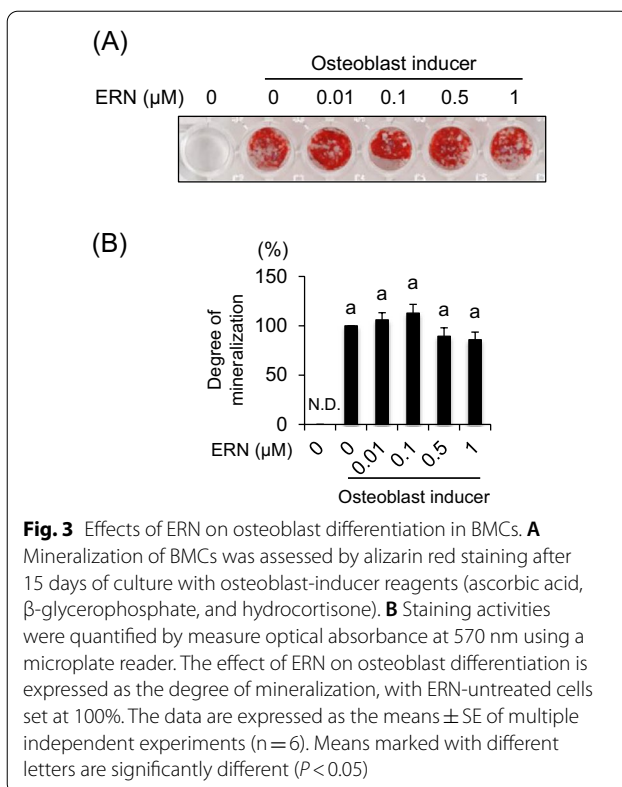 (A)
Osteoblast inducer
ERN (μM) 0 0 0.01 0.1 0.5 1
(B)
(%)
150
100
50
0
Degree of
mineralization
N.D. a a a a a
ERN (μM) 0 0 0.01 0.1 0.5 1
Osteoblast inducer
Fig. 3 Effects of ERN on osteoblast differentiation in BMCs. A
Mineralization of BMCs was assessed by alizarin red staining after
15 days of culture with osteoblast-inducer reagents (ascorbic acid,
β-glycerophosphate, and hydrocortisone). B Staining activities
were quantified by measure optical absorbance at 570 nm using a
microplate reader. The effect of ERN on osteoblast differentiation is
expressed as the degree of mineralization, with ERN-untreated cells
set at 100%. The data are expressed as the means ± SE of multiple
independent experiments (n = 6). Means marked with different
letters are significantly different (P < 0.05)